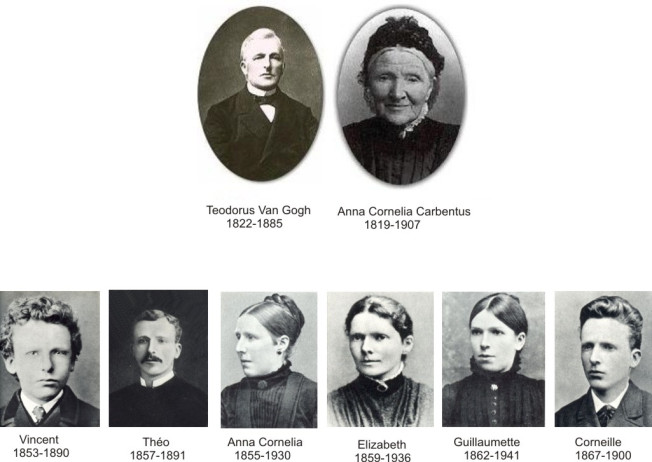 Teodorus Van Gogh
1822-1885
Anna Cornelia Carbentus
1819-1907
Vincent
1853-1890
Théo
1857-1891
Anna Cornelia
1855-1930
Elizabeth
1859-1936
Guillaumette
1862-1941
Corneille
1867-1900